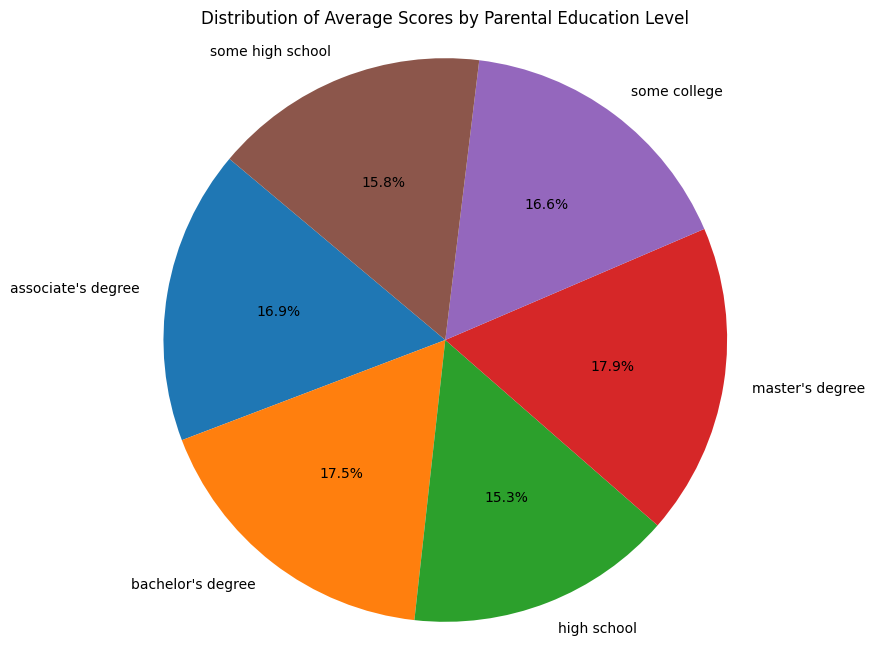 Distribution of Average Scores by Parental Education Level
some high school
some college
15.8%
16.6%
associate's degree
16.9%
17.9%
master's degree
17.5%
15.3%
bachelor's degree
high school